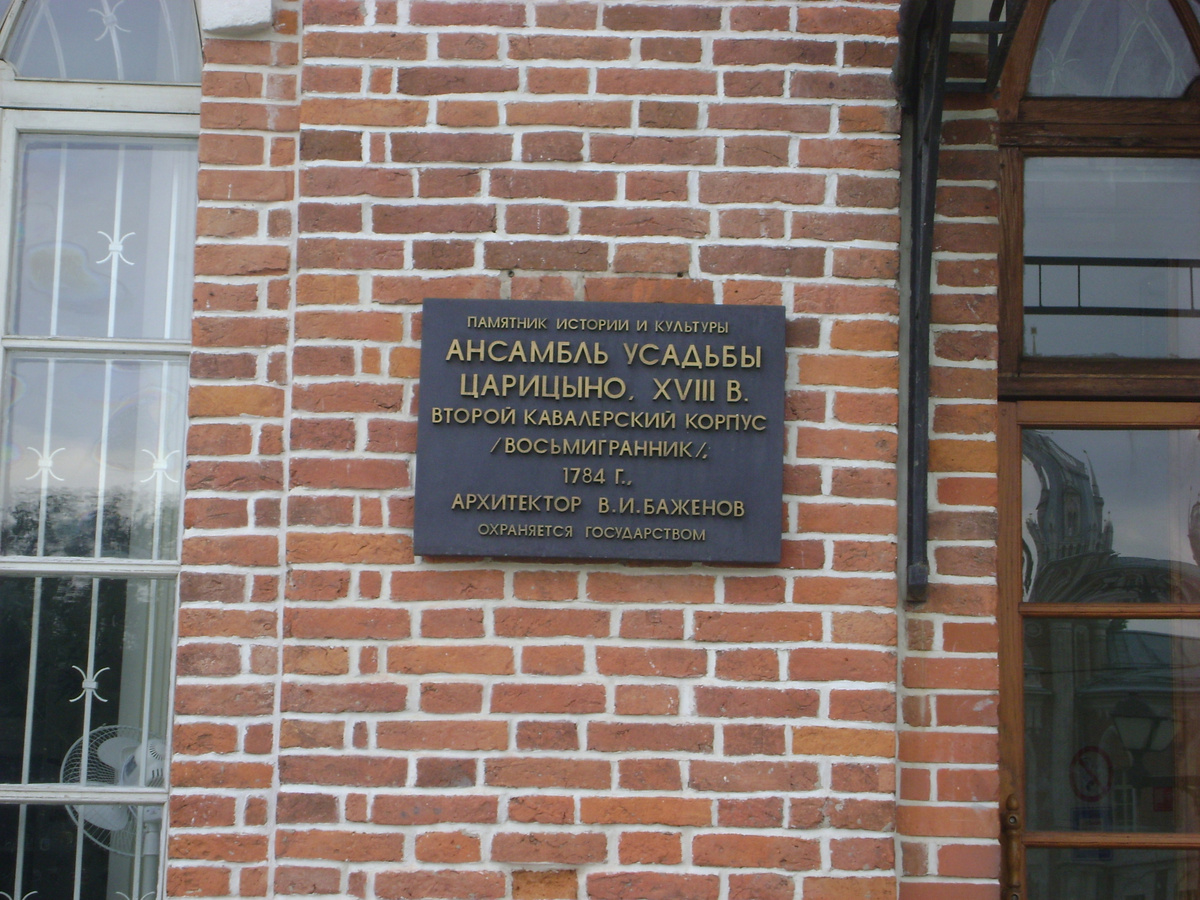 ПАМЯТНИК ИСТОРИИ И КУЛЬТУРЫ
АНСАМБЛЬ УСАДЬБЫ
ЦАРИЦЫНО, XVIII В.
ВТОРОЙ КАВАЛЕРСКИЙ КОРПУС
/ВОСЬМИГРАННИК/,
1784 Г.,
АРХИТЕКТОР В.И.БАЖЕНОВ
ОХРАНЯЕТСЯ ГОСУДАРСТВОМ